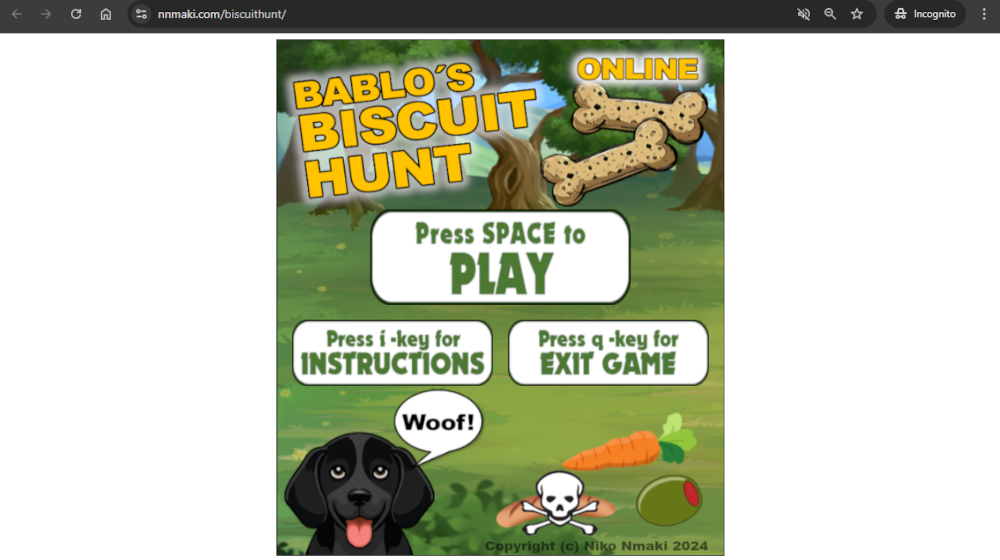 nnmaki.com/biscuithunt/
Incognito
BABLO´S
BISCUIT
HUNT
ONLINE
Press SPACE to
PLAY
Press i -key for
INSTRUCTIONS
Press q -key for
EXIT GAME
Woof!
Copyright (c) Niko Nmaki 2024